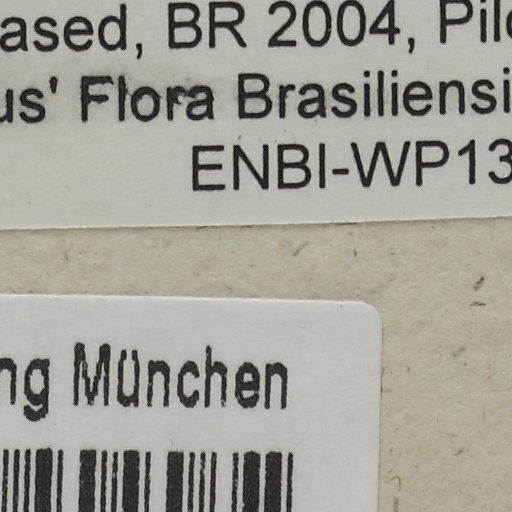 ased, BR 2004, Pil
us' Flora Brasiliensi
ENBI-WP13
ng München